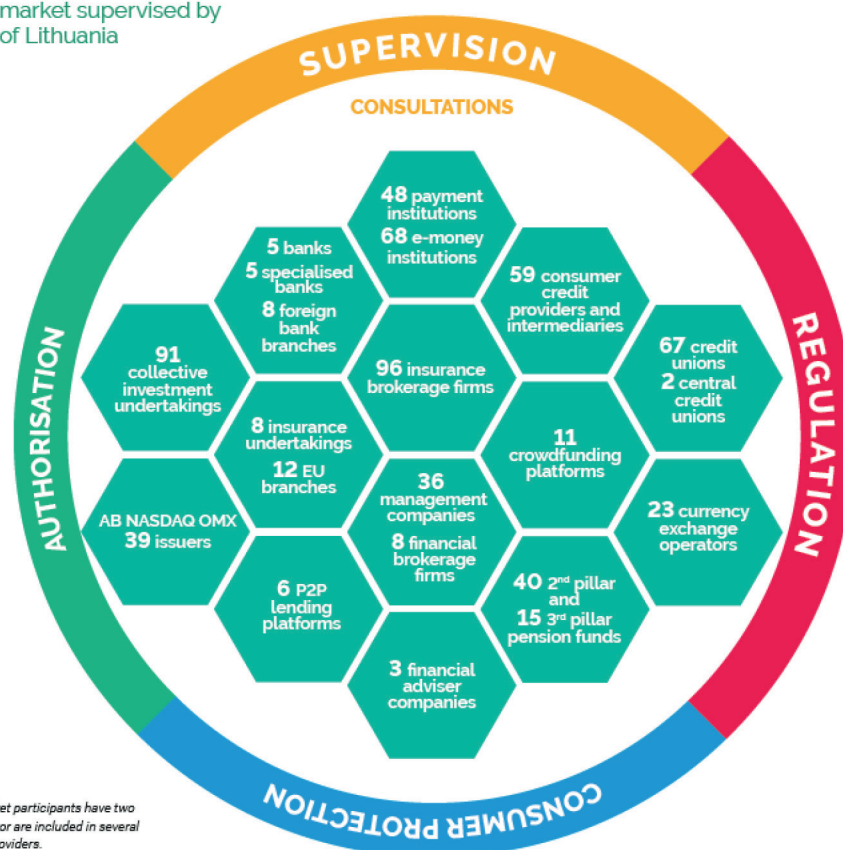 market supervised by
of Lithuania
SUPERVISION
CONSULTATIONS
48 payment
institutions
68 e-money
institutions
5 banks
5 specialised
banks
8 foreign
bank
branches
59 consumer
credit
providers and
intermediaries
91
collective
investment
undertakings
96 insurance
brokerage firms
67 credit
unions
2 central
credit
unions
8 insurance
undertakings
12 EU
branches
11
crowdfunding
platforms
AB NASDAQ OMX
39 issuers
36
management
companies
8 financial
brokerage
firms
23 currency
exchange
operators
6 P2P
lending
platforms
40 2nd pillar
and
15 3rd pillar
pension funds
3 financial
adviser
companies
AUTHORISATION
REGULATION
CONSUMER PROTECTION
et participants have two
or are included in several
oviders.